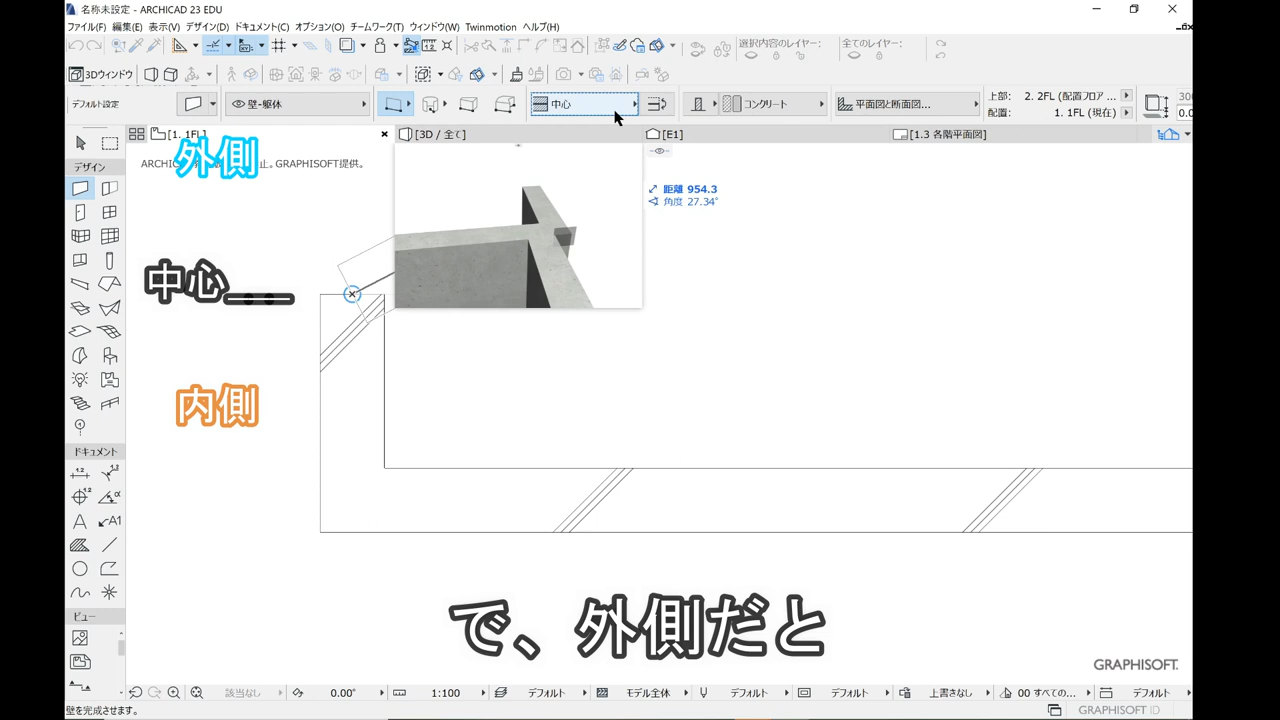 名称未設定 - ARCHICAD 23 EDU
ファイル(F) 編集(E) 表示(V) デザイン(D) ドキュメント(C) オプション(O) チームワーク(T) ウィンドウ(W) Twinmotion ヘルプ(H)
選択内容のレイヤー:
全てのレイヤー:
3Dウィンドウ
デフォルト設定
壁-躯体
中心
コンクリート
平面図と断面図...
上部: 2. 2FL (配置フロア ...
配置: 1. 1FL (現在)
300
0.0
[1. 1FL]
[3D / 全て]
[E1]
[1.3 各階平面図]
デザイン
止。GRAPHISOFT提供。
外側
距離 954.3
角度 27.34°
中心
内側
ドキュメント
ビュー
で、外側だと
GRAPHISOFT.
該当なし
0.00°
1:100
デフォルト
モデル全体
デフォルト
デフォルト
上書きなし
00 すべての...
デフォルト
壁を完成させます。
GRAPHISOFT ID